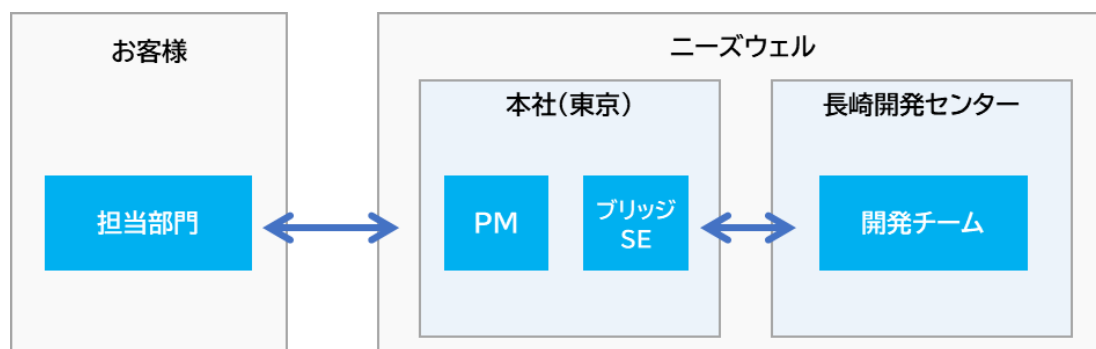 お客様
担当部門
ニーズウェル
本社(東京)
PM
ブリッジ
SE
長崎開発センター
開発チーム